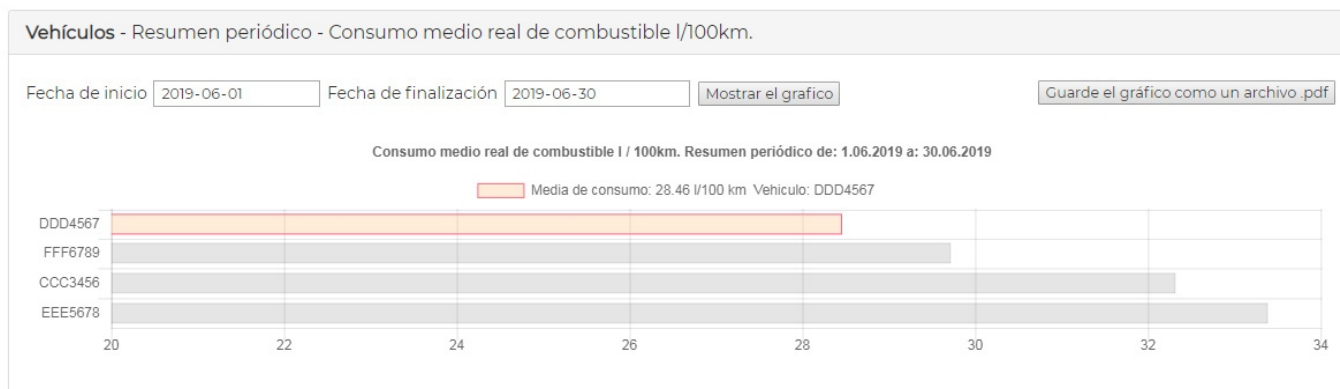 Vehículos - Resumen periódico - Consumo medio real de combustible l/100km.
Fecha de inicio 2019-06-01 Fecha de finalización 2019-06-30 Mostrar el grafico Guarde el gráfico como un archivo .pdf
Consumo medio real de combustible l / 100km. Resumen periódico de: 1.06.2019 a: 30.06.2019
Media de consumo: 28.46 l/100 km Vehiculo: DDD4567
DDD4567
FFF6789
CCC3456
EEE5678
20 22 24 26 28 30 32 34